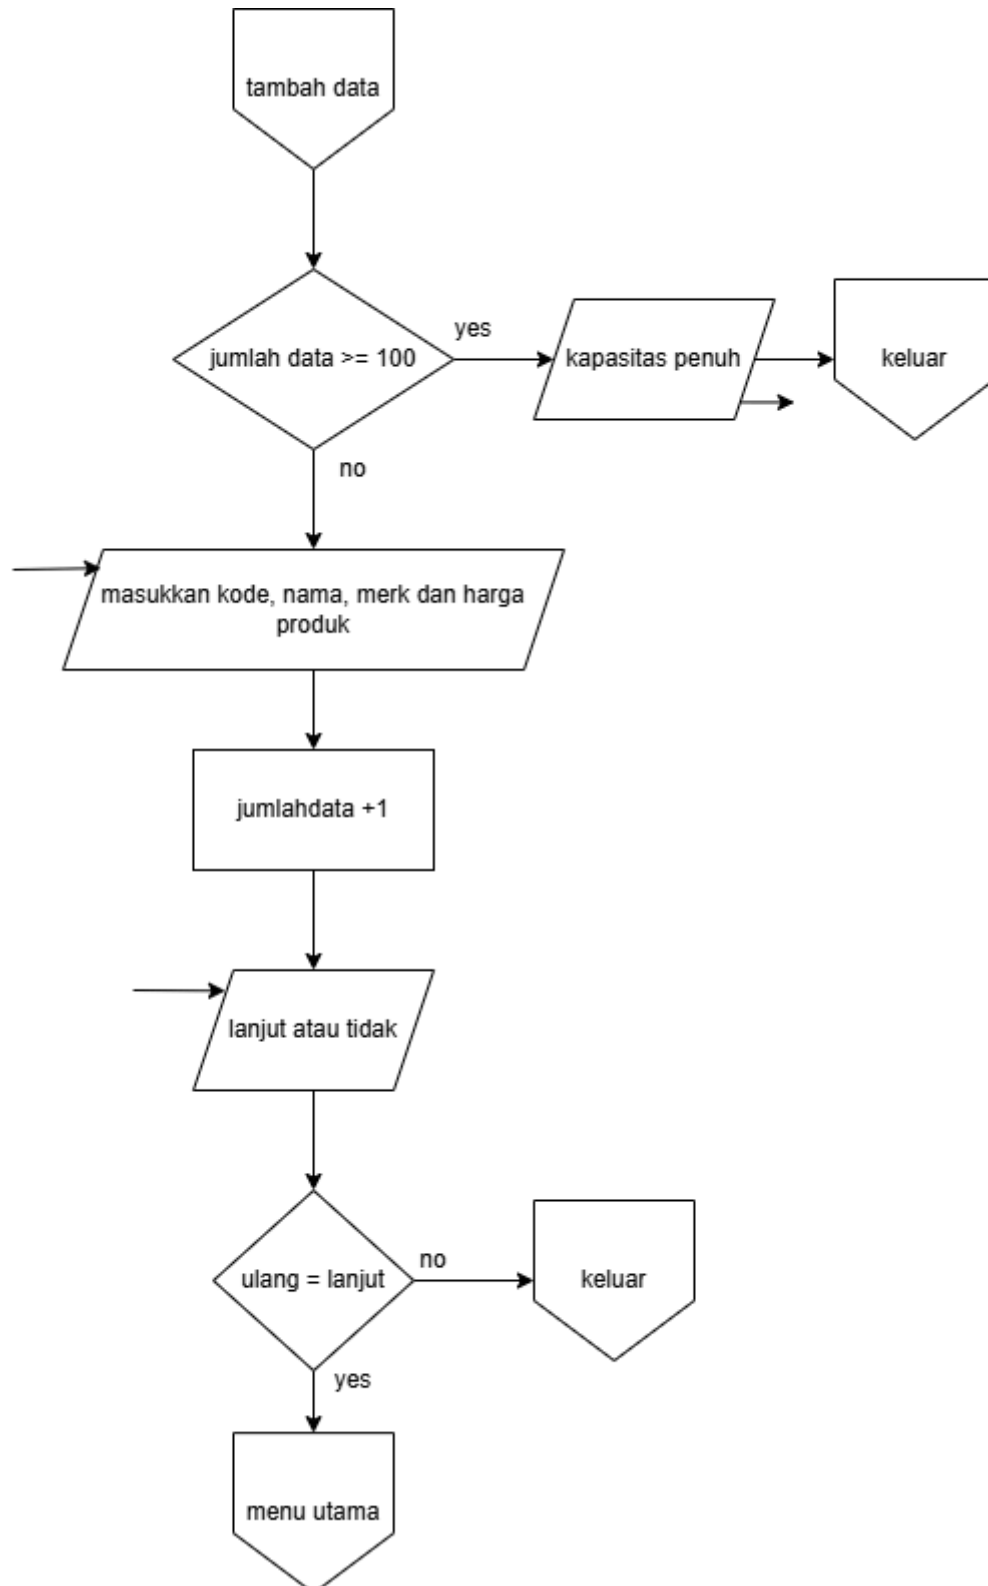 tambah data
jumlah data >= 100
yes
kapasitas penuh
keluar
no
masukkan kode, nama, merk dan harga
produk
jumlahdata +1
lanjut atau tidak
ulang = lanjut
no
keluar
yes
menu utama